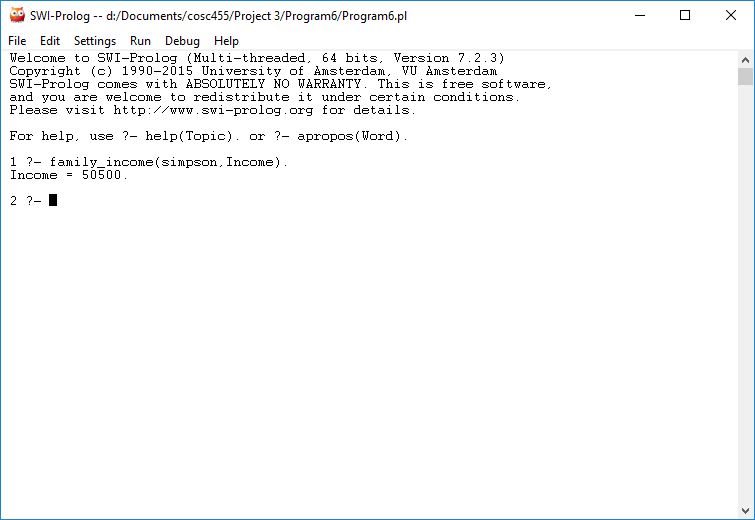 SWI-Prolog -- d:/Documents/cosc455/Project 3/Program6/Program6.pl
File Edit Settings Run Debug Help
Welcome to SWI-Prolog (Multi-threaded, 64 bits, Version 7.2.3)
Copyright (c) 1990-2015 University of Amsterdam, VU Amsterdam
SWI-Prolog comes with ABSOLUTELY NO WARRANTY. This is free software,
and you are welcome to redistribute it under certain conditions.
Please visit http://www.swi-prolog.org for details.
For help, use ?- help(Topic). or ?- apropos(Word).
1 ?- family_income(simpson,Income).
Income = 50500.
2 ?-